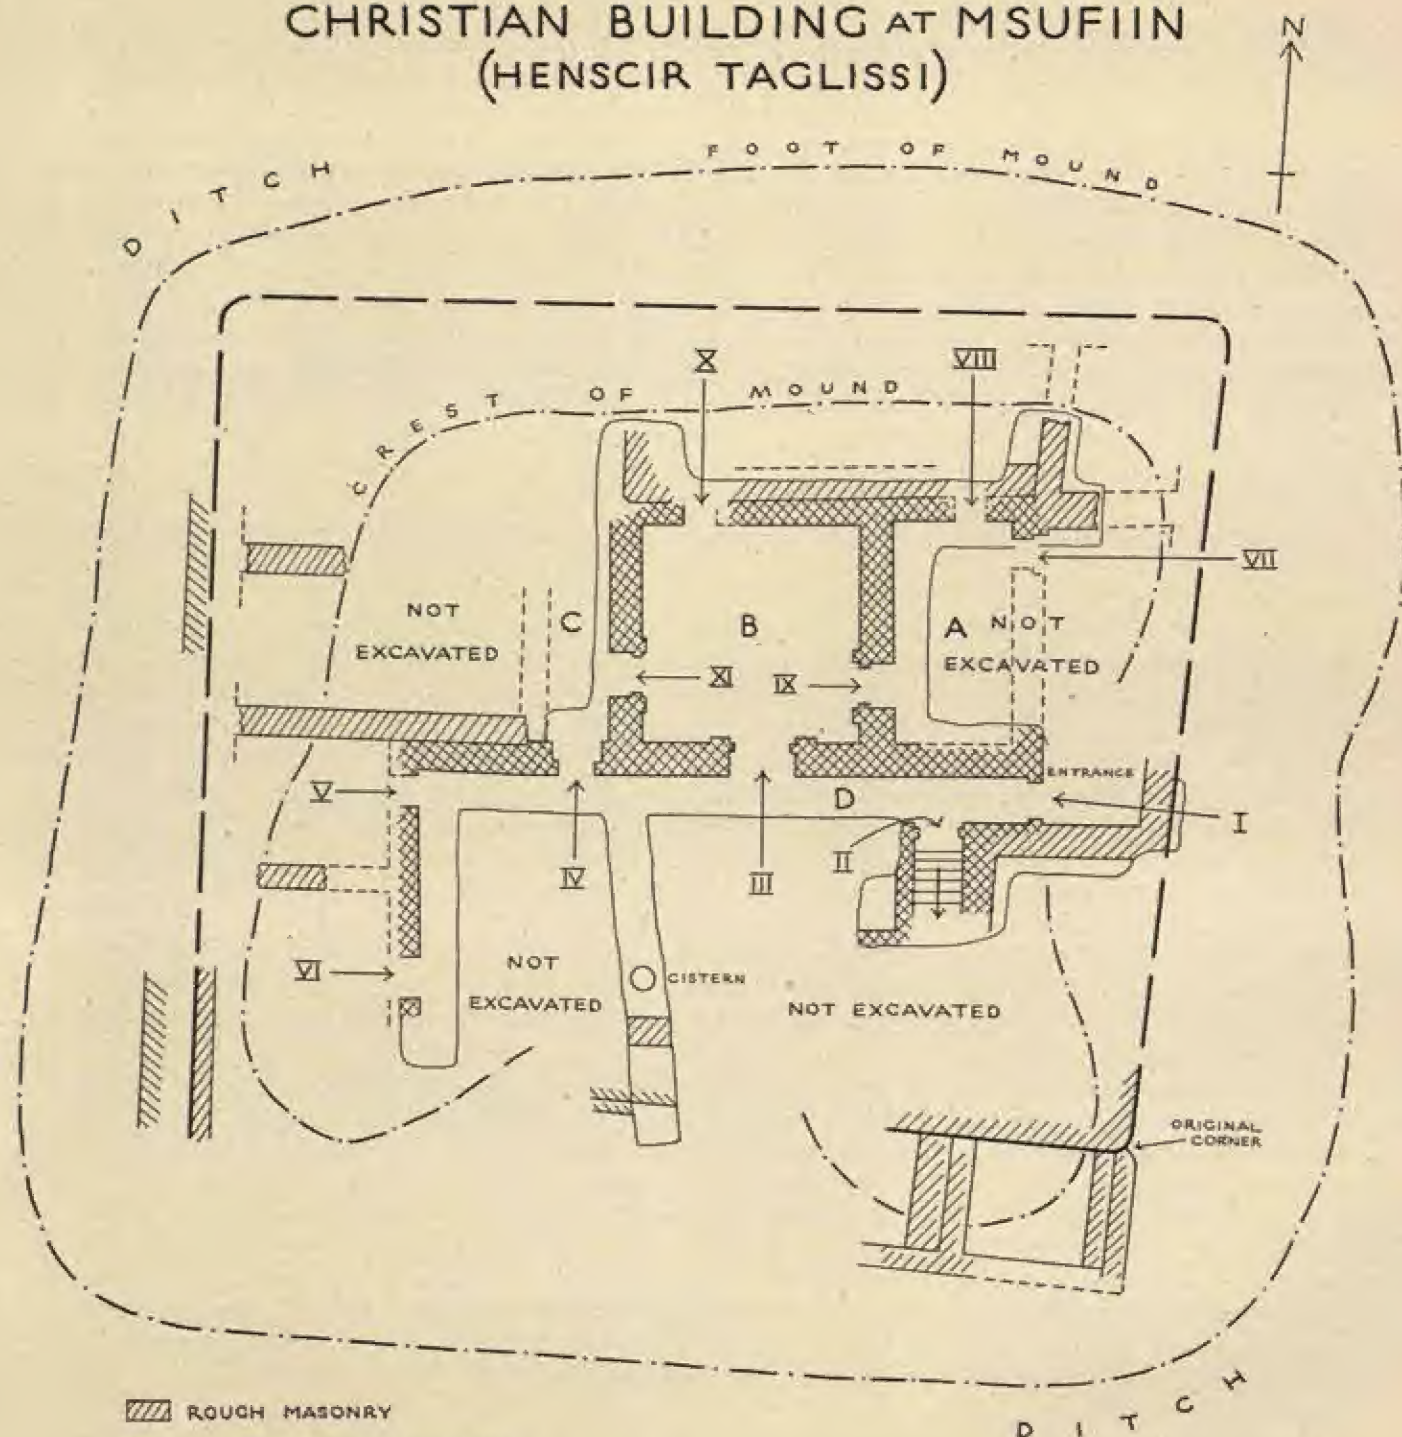 CHRISTIAN BUILDING AT MSUFIIN
(HENSCIR TAGLISSI)
N
FOOT OF MOUND
DITCH
X
VIII
CREST OF MOUND
VII
NOT
EXCAVATED
C
B
A NOT
EXCAVATED
XI
IX
ENTRANCE
V
D
I
II
IV
III
VI
NOT
EXCAVATED
CISTERN
NOT EXCAVATED
ORIGINAL
CORNER
DITCH
ROUGH MASONRY